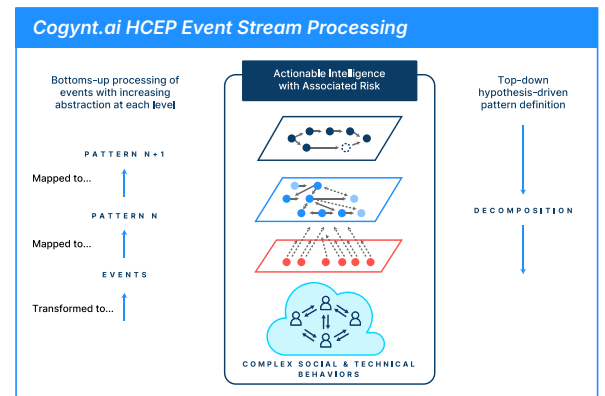 Cogynt.ai HCEP Event Stream Processing
Bottoms-up processing of
events with increasing
abstraction at each level
PATTERN N+1
Mapped to...
PATTERN N
Mapped to...
EVENTS
Transformed to...
Actionable Intelligence
with Associated Risk
COMPLEX SOCIAL & TECHNICAL
BEHAVIORS
Top-down
hypothesis-driven
pattern definition
DECOMPOSITION